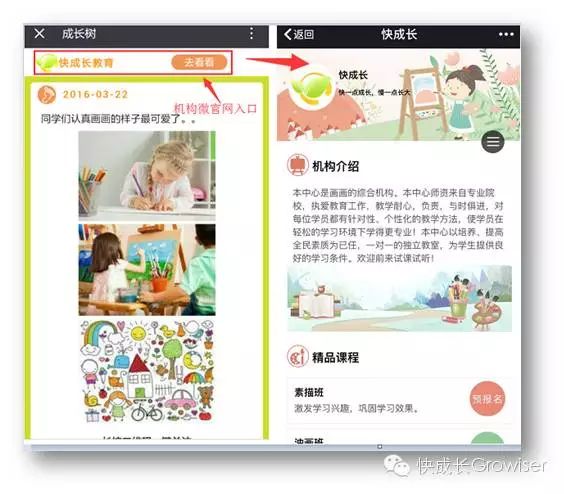 成长树
快成长教育
去看看
2016-03-22
机构微官网入口
同学们认真画画的样子最可爱了。。
返回
快成长
快成长
快一点成长，慢一点长大
机构介绍
本中心是画画的综合机构。本中心师资来自专业院
校，执爱教育工作，教学耐心，负责，与时俱进，对
每位学员都有针对性、个性化的教学方法，使学员在
轻松的学习环境下学得更专业！本中心以培养、提高
全民素质为已任，一对一的独立教室，为学生提供良
好的学习条件。欢迎前来试课试听！
精品课程
素描班
激发学习兴趣，巩固学习效果。
预报名
油画班
快成长Growiser